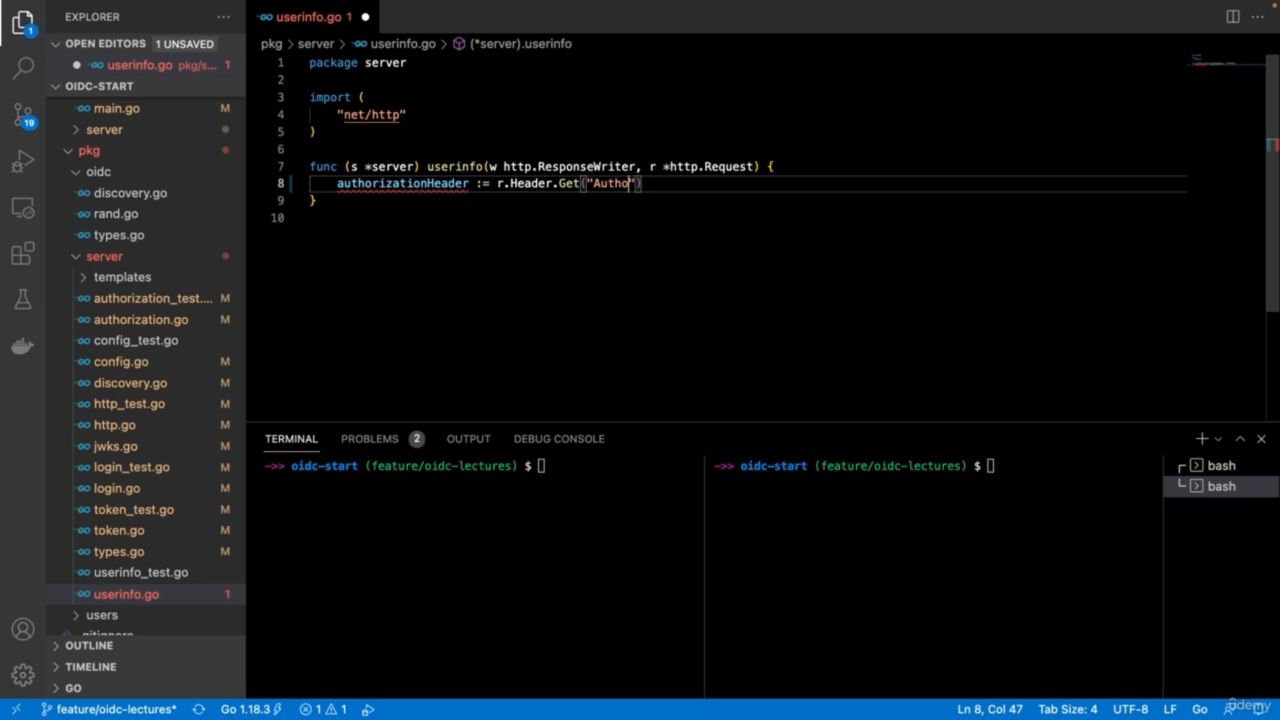 EXPLORER
userinfo.go 1
OPEN EDITORS 1 UNSAVED
userinfo.go pkg/s... 1
OIDC-START
main.go M
server
pkg
oidc
discovery.go
rand.go
types.go
server
templates
authorization_test.... M
authorization.go M
config_test.go
config.go M
discovery.go M
http_test.go M
http.go M
jwks.go M
login_test.go M
login.go M
token_test.go M
token.go M
types.go M
userinfo_test.go
userinfo.go 1
users
.gitignore
OUTLINE
TIMELINE
GO
1
19
pkg > server > userinfo.go > (*server).userinfo
1 package server
2
3 import (
4 "net/http"
5 )
6
7 func (s *server) userinfo(w http.ResponseWriter, r *http.Request) {
8 authorizationHeader := r.Header.Get("Autho")
9 }
10
TERMINAL PROBLEMS 2 OUTPUT DEBUG CONSOLE
->> oidc-start (feature/oidc-lectures) $
->> oidc-start (feature/oidc-lectures) $
bash
bash
feature/oidc-lectures* Go 1.18.3 1 1 Ln 8, Col 47 Tab Size: 4 UTF-8 LF Go
udemy